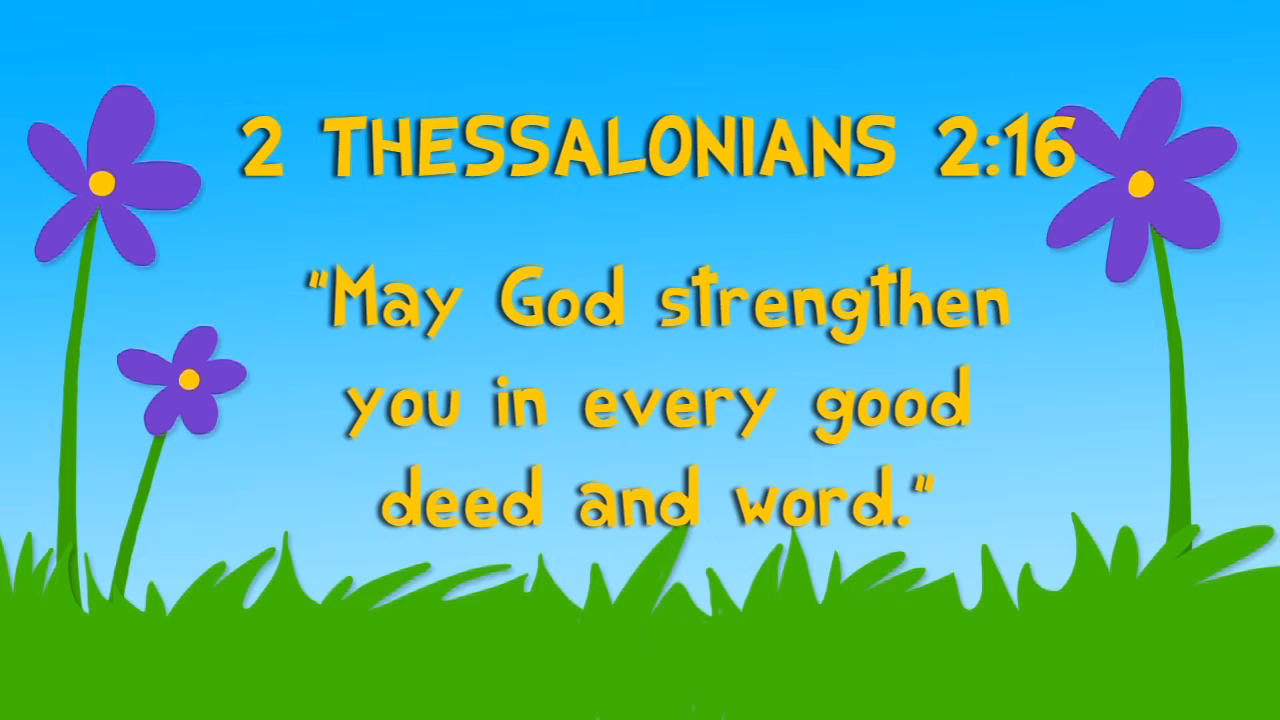 2 THESSALONIANS 2:16
"May God strengthen
you in every good
deed and word."